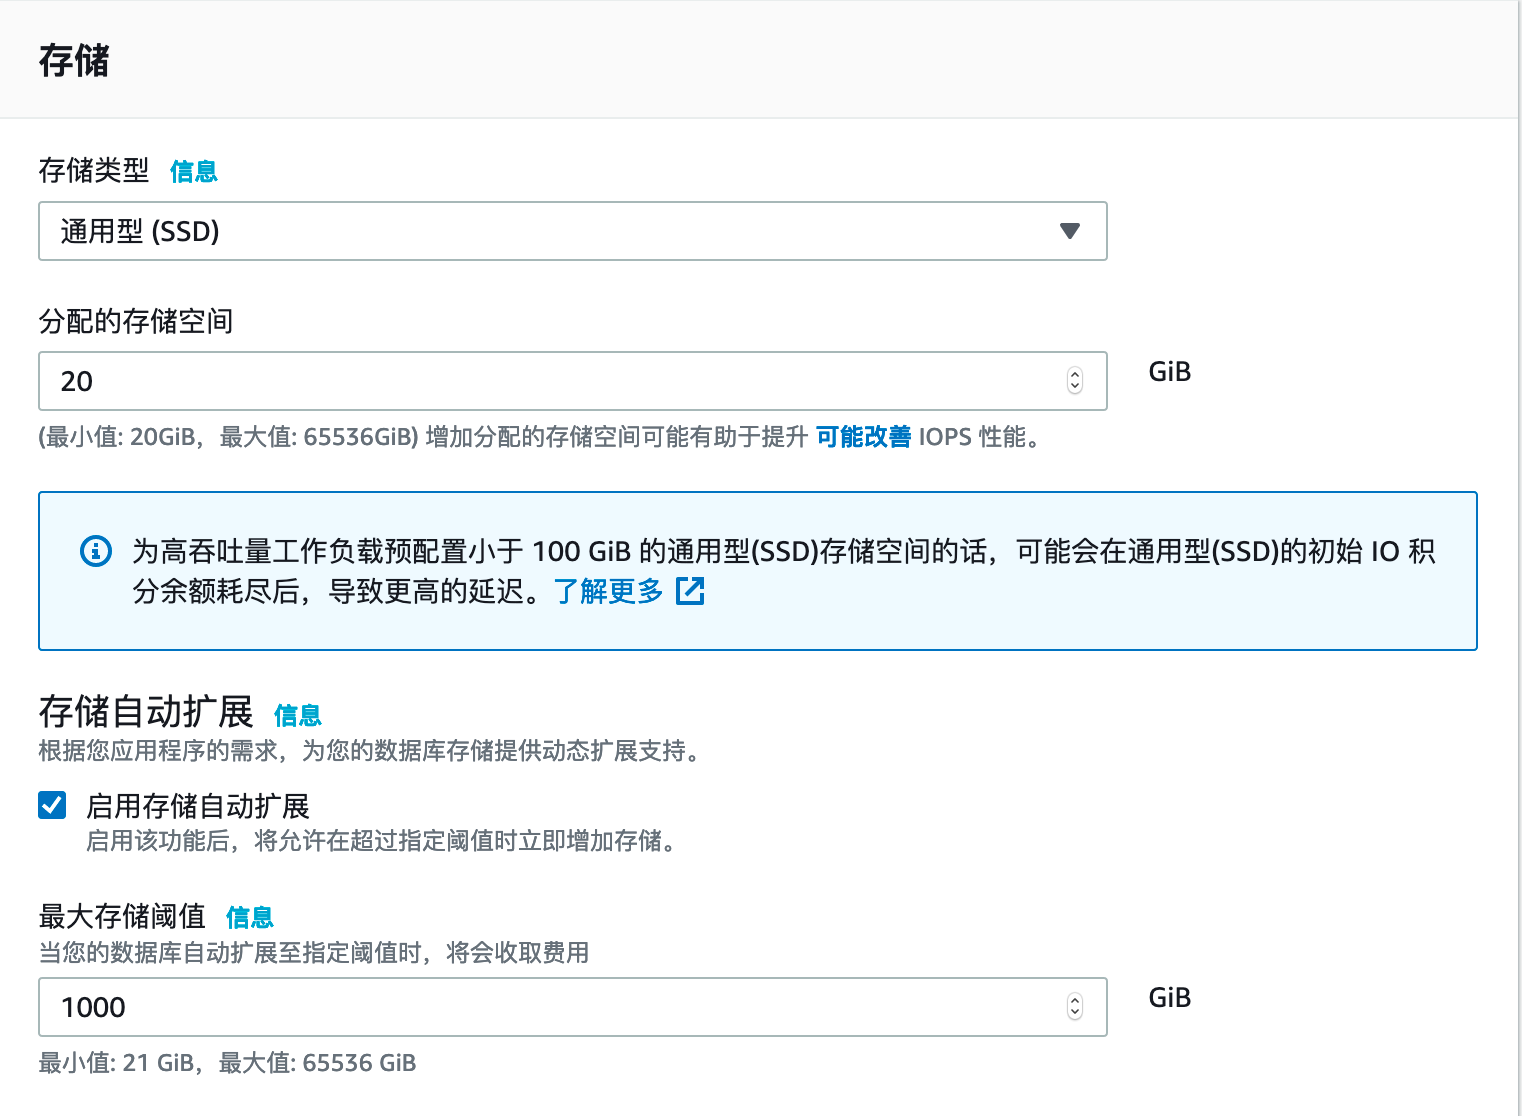 存储
存储类型 信息
通用型 (SSD)
分配的存储空间
20
GiB
(最小值: 20GiB，最大值: 65536GiB) 增加分配的存储空间可能有助于提升 可能改善 IOPS 性能。
为高吞吐量工作负载预配置小于 100 GiB 的通用型(SSD)存储空间的话，可能会在通用型(SSD)的初始 IO 积
分余额耗尽后，导致更高的延迟。了解更多
存储自动扩展 信息
根据您应用程序的需求，为您的数据库存储提供动态扩展支持。
启用存储自动扩展
启用该功能后，将允许在超过指定阈值时立即增加存储。
最大存储阈值 信息
当您的数据库自动扩展至指定阈值时，将会收取费用
1000
GiB
最小值: 21 GiB，最大值: 65536 GiB